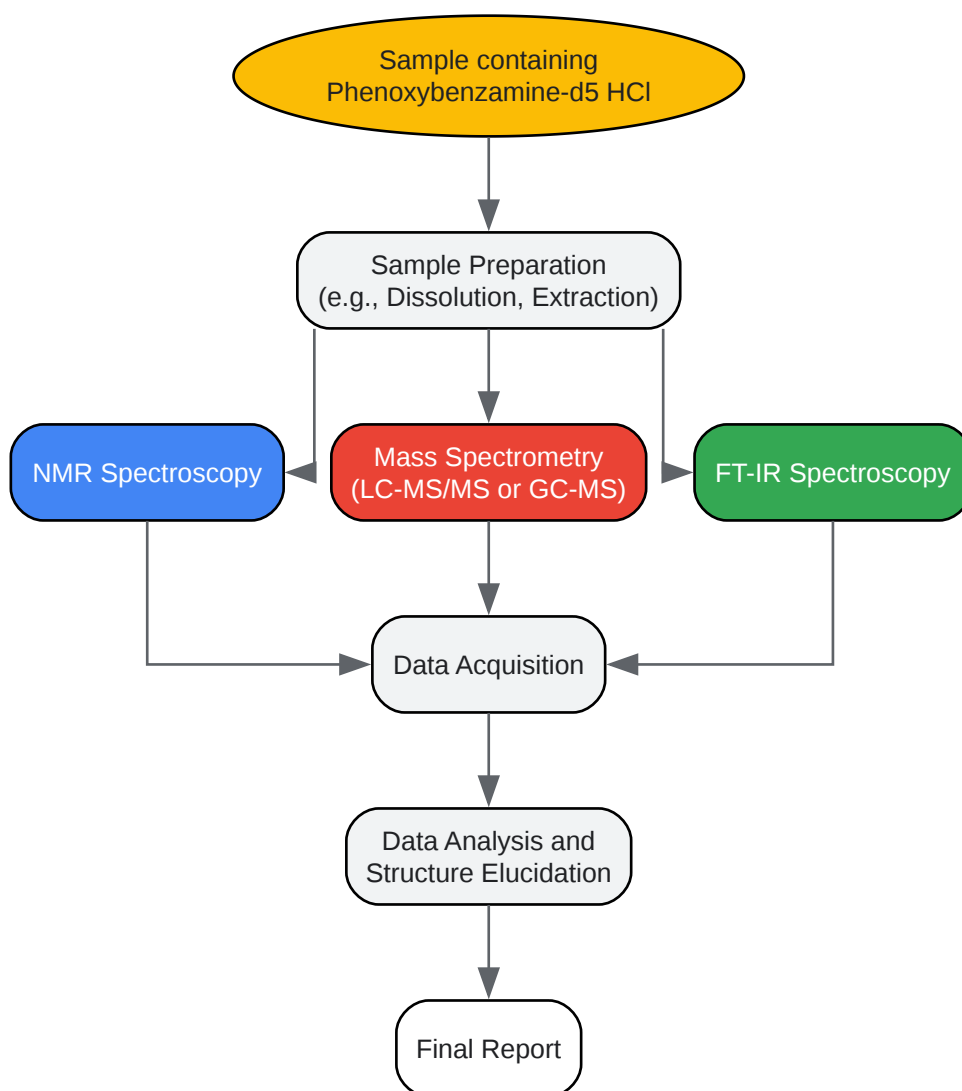 Sample containing
Phenoxybenzamine-d5 HCl
Sample Preparation
(e.g., Dissolution, Extraction)
NMR Spectroscopy
Mass Spectrometry
(LC-MS/MS or GC-MS)
FT-IR Spectroscopy
Data Acquisition
Data Analysis and
Structure Elucidation
Final Report